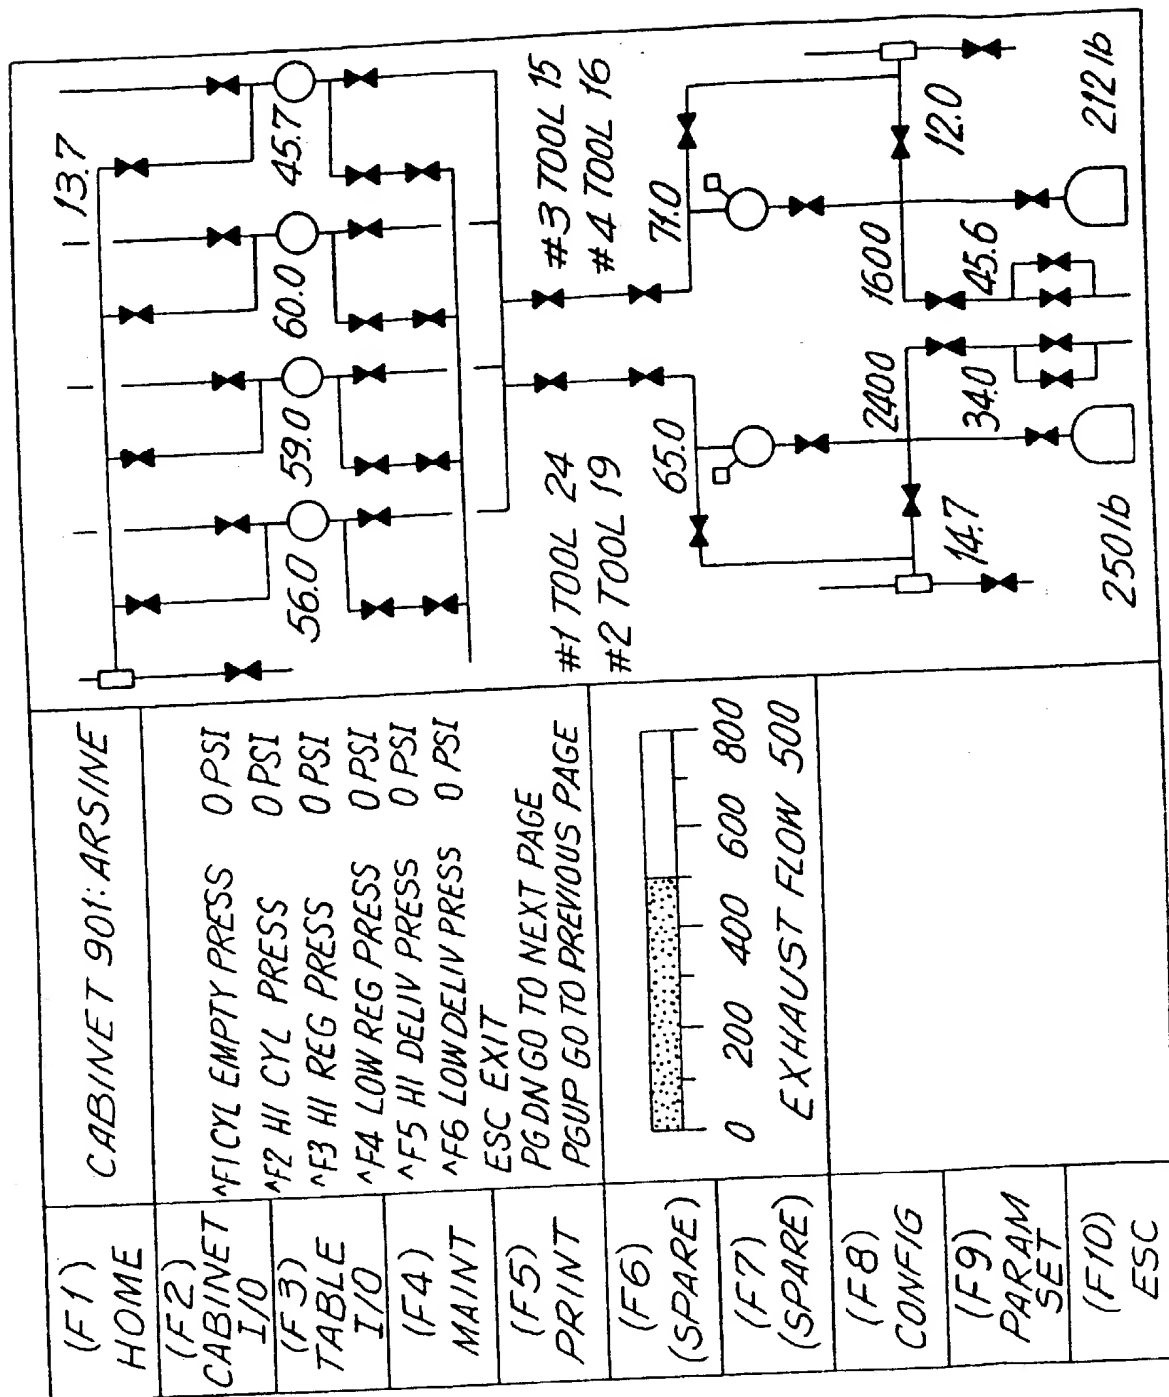 (F1)
HOME
(F2)
CABINET
I/O
(F3)
TABLE
I/O
(F4)
MAINT
(F5)
PRINT
(F6)
(SPARE)
(F7)
(SPARE)
(F8)
CONFIG
(F9)
PARAM
SET
(F10)
ESC
CABINET 901: ARSINE
^F1 CYL EMPTY PRESS 0 PSI
^F2 HI CYL PRESS 0 PSI
^F3 HI REG PRESS 0 PSI
^F4 LOW REG PRESS 0 PSI
^F5 HI DELIV PRESS 0 PSI
^F6 LOW DELIV PRESS 0 PSI
ESC EXIT
PG DN GO TO NEXT PAGE
PGUP GO TO PREVIOUS PAGE
0 200 400 600 800
EXHAUST FLOW 500
13.7
56.0
59.0
60.0
45.7
#1 TOOL 24
#2 TOOL 19
#3 TOOL 15
#4 TOOL 16
65.0
71.0
2400
1600
14.7
34.0
45.6
12.0
250 lb
212 lb